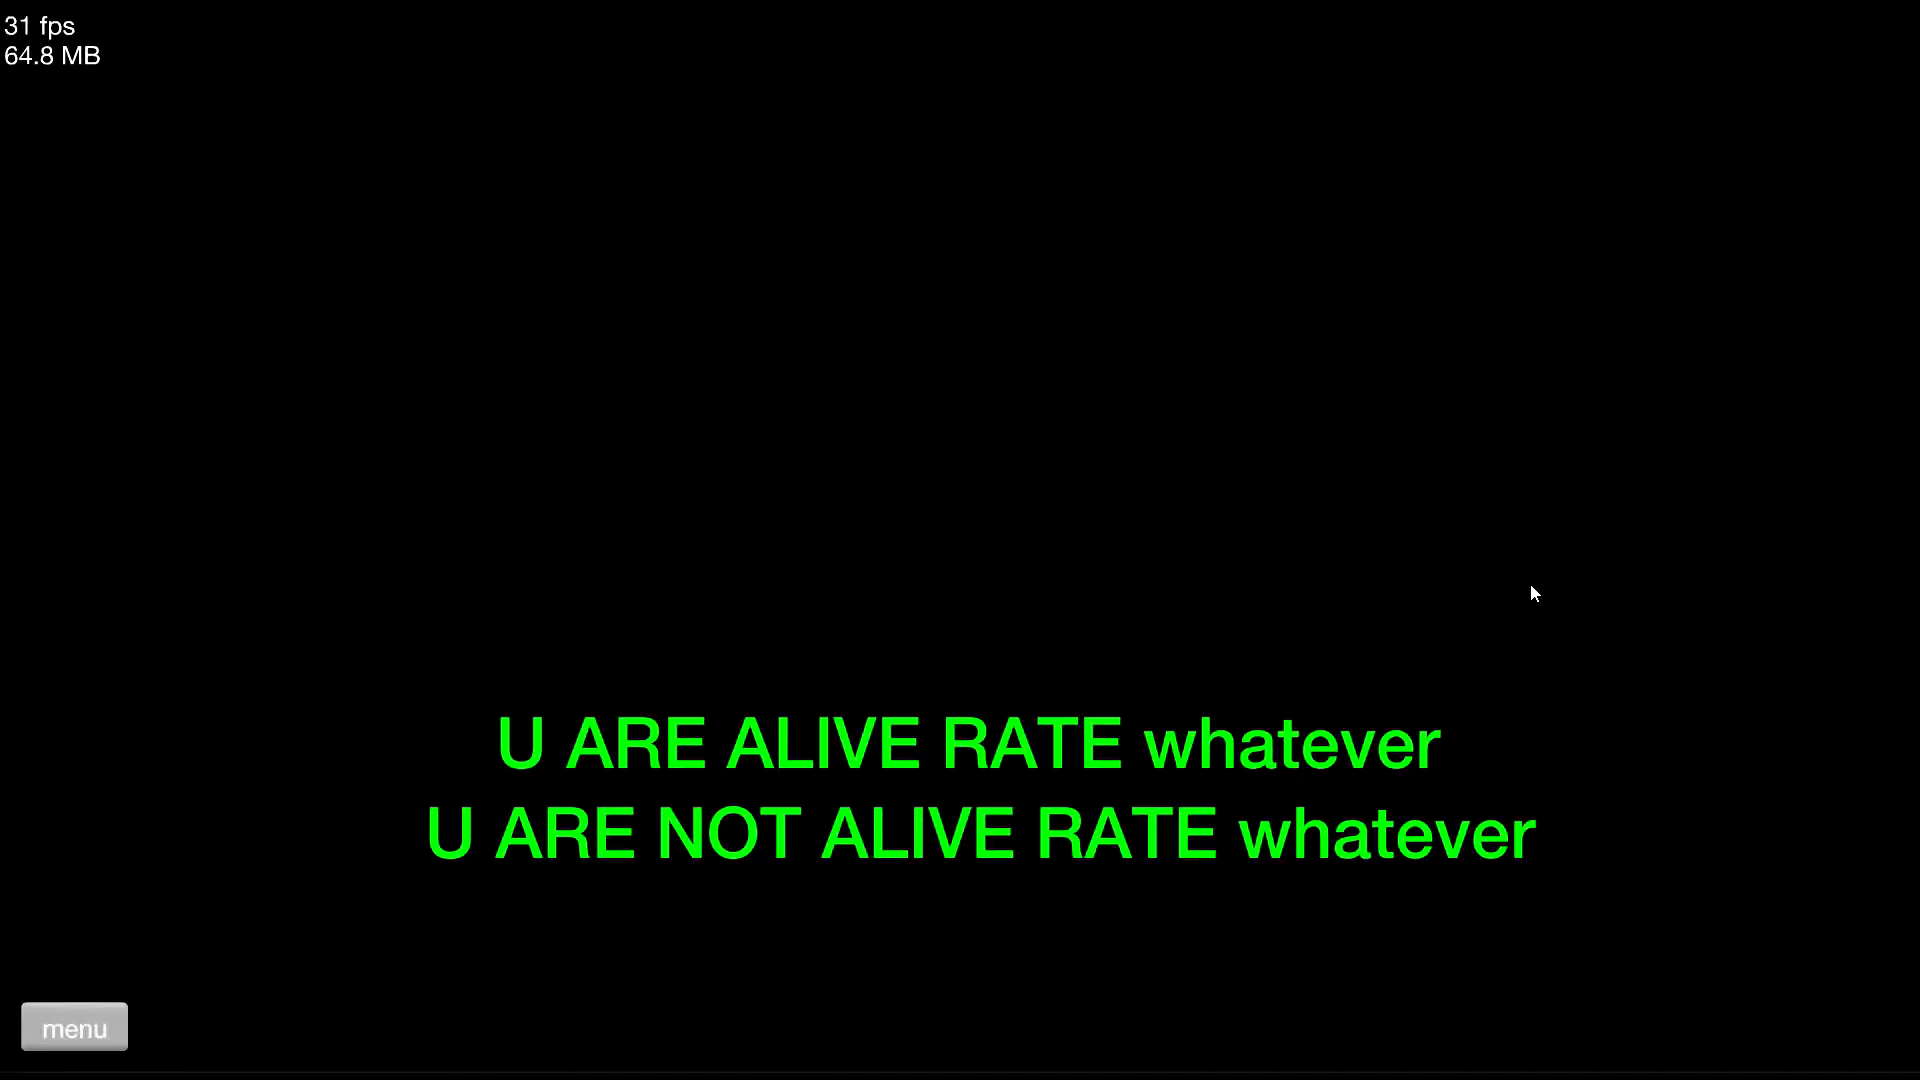 31 fps
64.8 MB
U ARE ALIVE RATE whatever
U ARE NOT ALIVE RATE whatever
menu